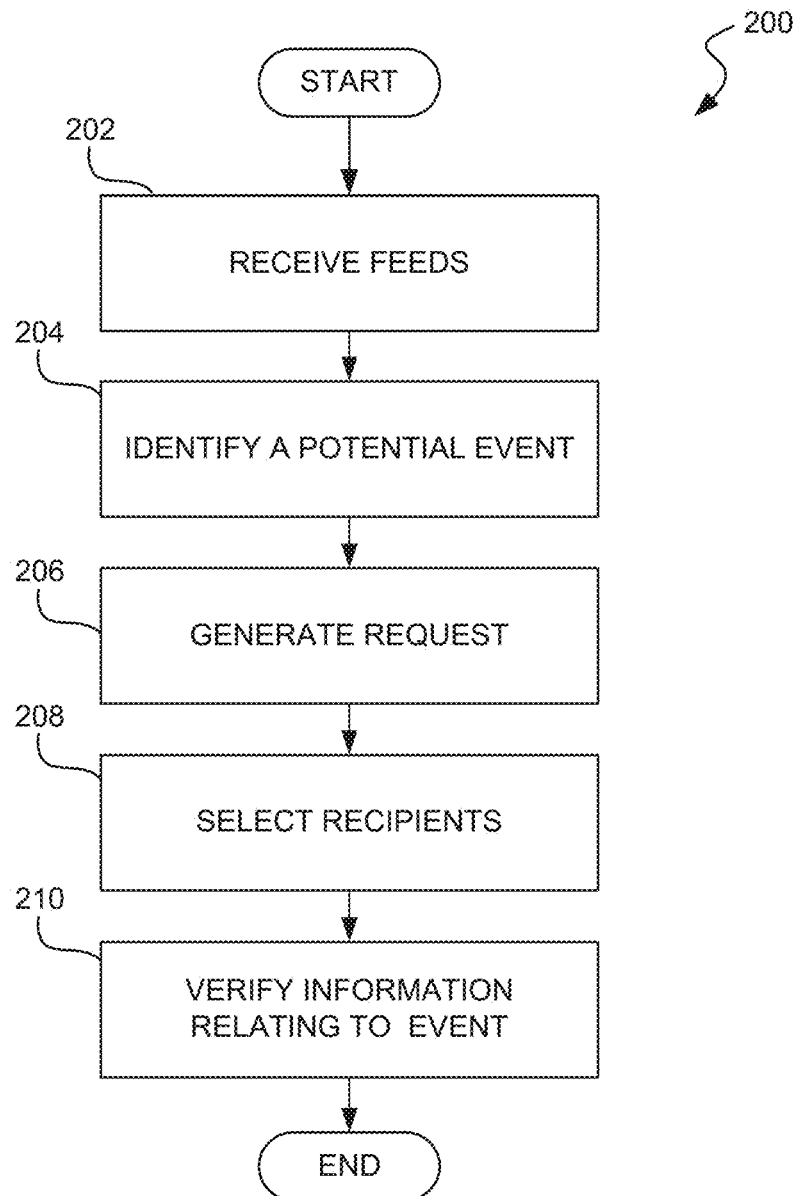 200
START
202
RECEIVE FEEDS
204
IDENTIFY A POTENTIAL EVENT
206
GENERATE REQUEST
208
SELECT RECIPIENTS
210
VERIFY INFORMATION
RELATING TO EVENT
END